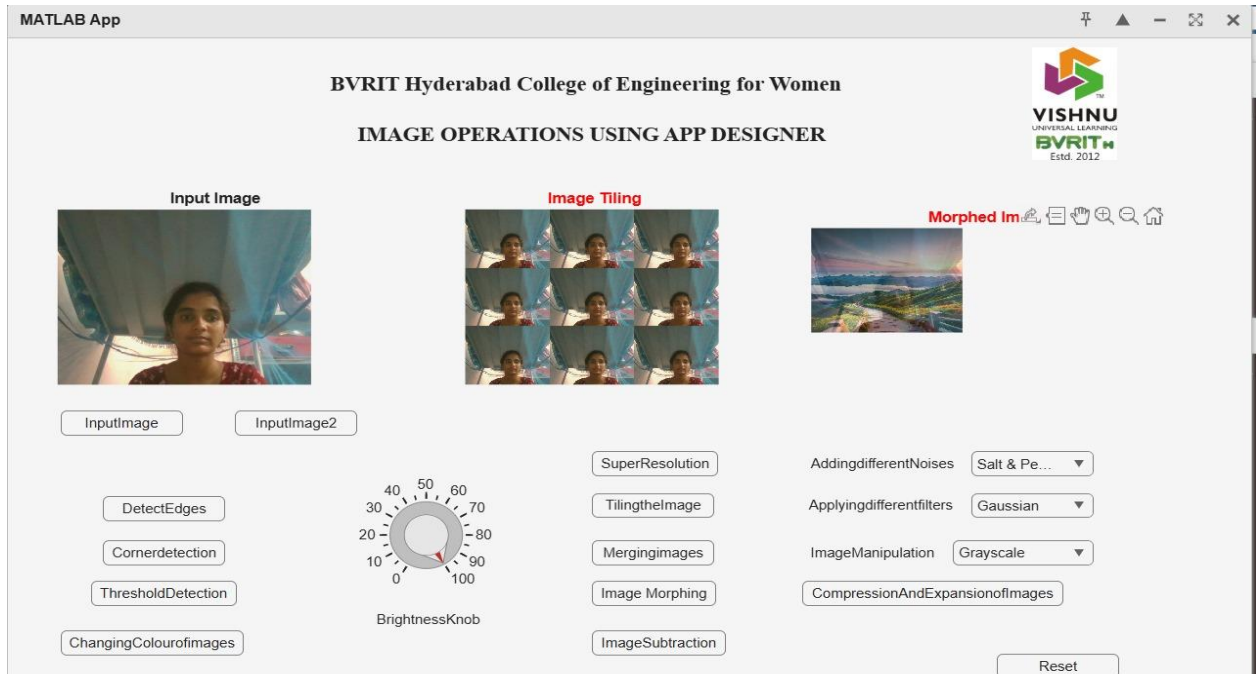 MATLAB App
BVRIT Hyderabad College of Engineering for Women
IMAGE OPERATIONS USING APP DESIGNER
TM
VISHNU
UNIVERSAL LEARNING
BVRITH
Estd. 2012
Input Image
Image Tiling
Morphed Im
InputImage
InputImage2
DetectEdges
Cornerdetection
ThresholdDetection
ChangingColourofimages
0
10
20
30
40
50
60
70
80
90
100
BrightnessKnob
SuperResolution
TilingtheImage
Mergingimages
Image Morphing
ImageSubtraction
AddingdifferentNoises Salt & Pe...
Applyingdifferentfilters Gaussian
ImageManipulation Grayscale
CompressionAndExpansionofImages
Reset